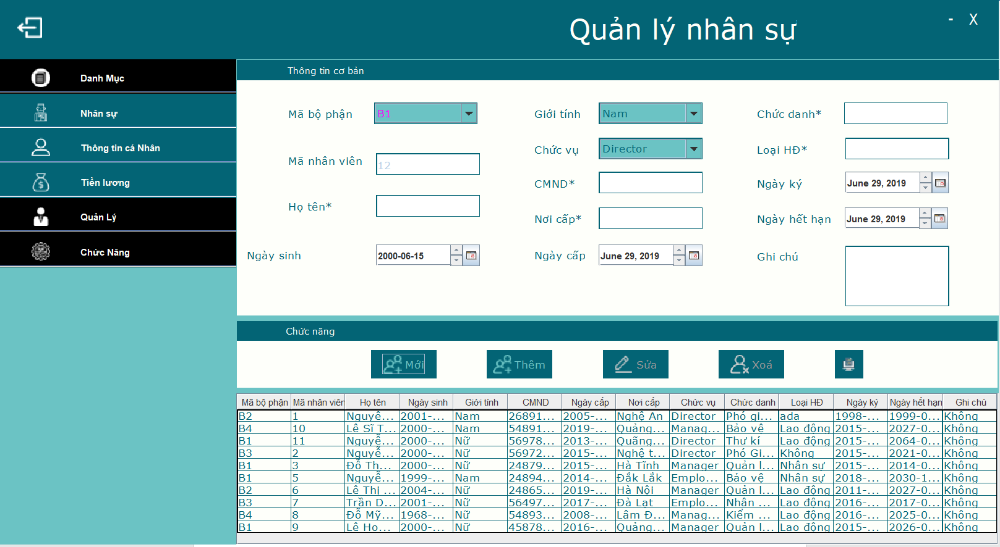 Quản lý nhân sự
- X
Danh Mục
Nhân sự
Thông tin cá Nhân
Tiền lương
Quản Lý
Chức Năng
Thông tin cơ bản
Mã bộ phận B1 Giới tính Nam Chức danh*
Chức vụ Director Loại HĐ*
Mã nhân viên 12
CMND* Ngày ký June 29, 2019
Họ tên*
Nơi cấp* Ngày hết hạn June 29, 2019
Ngày sinh 2000-06-15 Ngày cấp June 29, 2019 Ghi chú
Chức năng
Mới Thêm Sửa Xoá
Mã bộ phận Mã nhân viên Họ tên Ngày sinh Giới tính CMND Ngày cấp Nơi cấp Chức vụ Chức danh Loại HĐ Ngày ký Ngày hết hạn Ghi chú
B2 1 Nguyê... 2001-... Nam 26891... 2005-... Nghệ An Director Phó gi... ada 1998-... 1999-0... Không
B4 10 Lê Sĩ T... 2000-... Nam 54891... 2019-... Quảng... Manag... Bảo vệ Lao động 2015-... 2027-0... Không
B1 11 Nguyễ... 2000-... Nữ 56978... 2013-... Quãng... Director Thư kí Lao động 2015-... 2064-0... Không
B3 2 Nguyễ... 2000-... Nữ 56972... 2015-... Nghệ t... Director Phó Gi... Không 2015-... 2021-0... Không
B1 3 Đỗ Th... 2000-... Nữ 24879... 2015-... Hà Tĩnh Manager Quản l... Nhân sự 2015-... 2014-0... Không
B1 5 Nguyễ... 1999-... Nam 24894... 2014-... Đắk Lắk Emplo... Bảo vệ Nhân sự 2018-... 2030-1... Không
B2 6 Lê Thị ... 2004-... Nữ 24865... 2019-... Hà Nội Manager Quản l... Lao động 2011-... 2027-0... Không
B3 7 Trần D... 2001-... Nữ 56497... 2017-... Đà Lạt Emplo... Nhân ... Lao động 2016-... 2017-0... Không
B4 8 Đỗ Mỹ... 1968-... Nữ 54893... 2008-... Lâm Đ... Manag... Kiểm ... Lao động 2016-... 2025-0... Không
B1 9 Lê Ho... 2000-... Nữ 45878... 2016-... Quảng... Manager Quản l... Lao động 2015-... 2026-0... Không